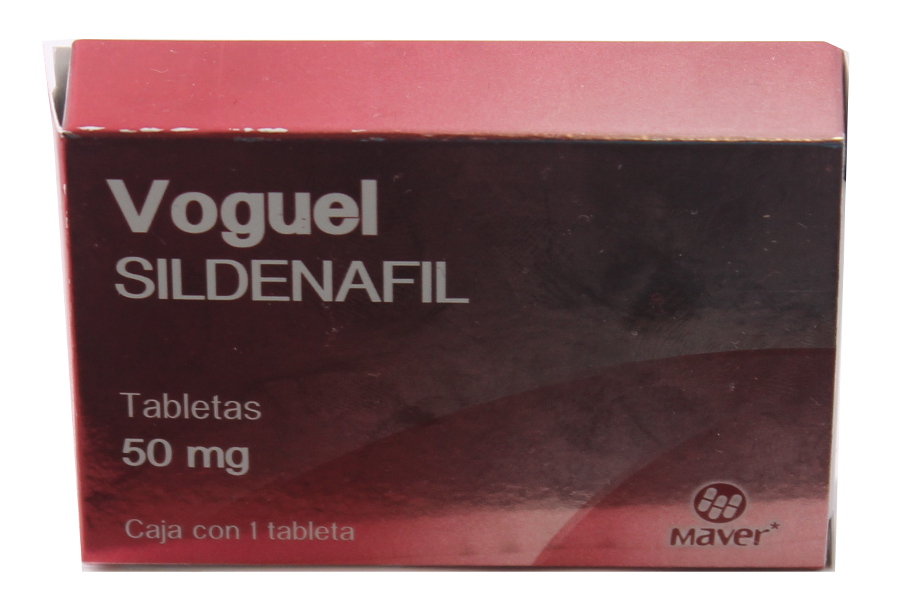 Voguel
SILDENAFIL
Tabletas
50 mg
Caja con 1 tableta
Maver*